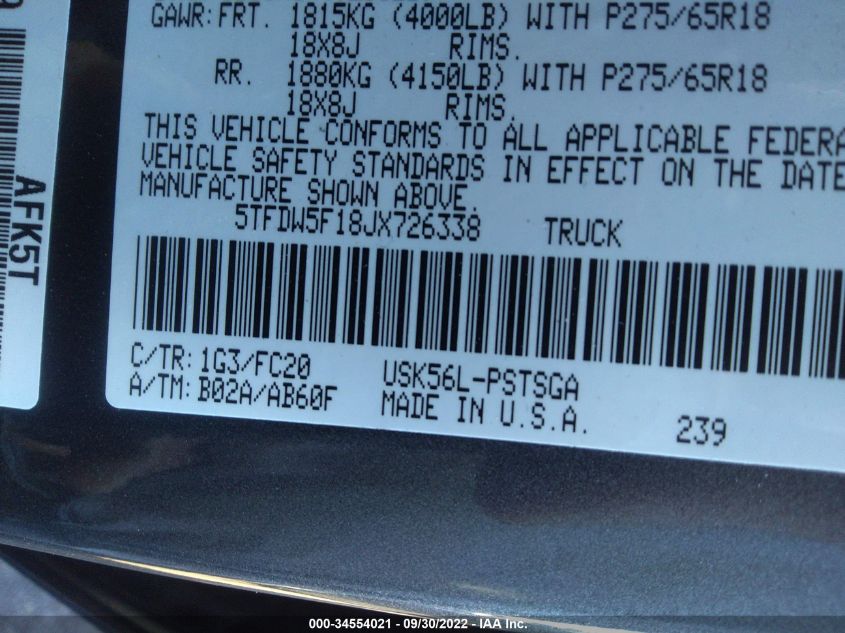 GAWR: FRT. 1815KG (4000LB) WITH P275/65R18
18X8J RIMS.
RR. 1880KG (4150LB) WITH P275/65R18
18X8J RIMS.
THIS VEHICLE CONFORMS TO ALL APPLICABLE FEDERA
VEHICLE SAFETY STANDARDS IN EFFECT ON THE DATE
MANUFACTURE SHOWN ABOVE.
5TFDW5F18JX726338 TRUCK
C/TR: 1G3/FC20 USK56L-PSTSGA
A/TM: B02A/AB60F MADE IN U.S.A. 239
AFK5T
000-34554021 - 09/30/2022 - IAA Inc.